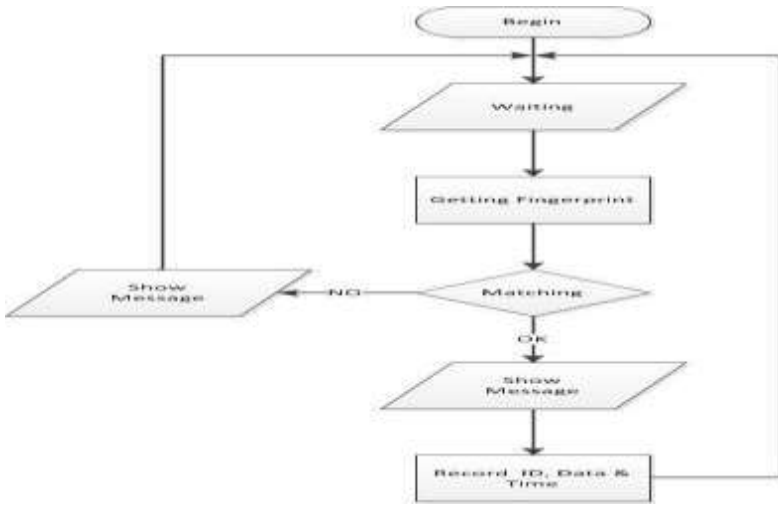 Begin
Waiting
Getting Fingerprint
Matching
NO
Show
Message
OK
Show
Message
Record ID, Data &
Time